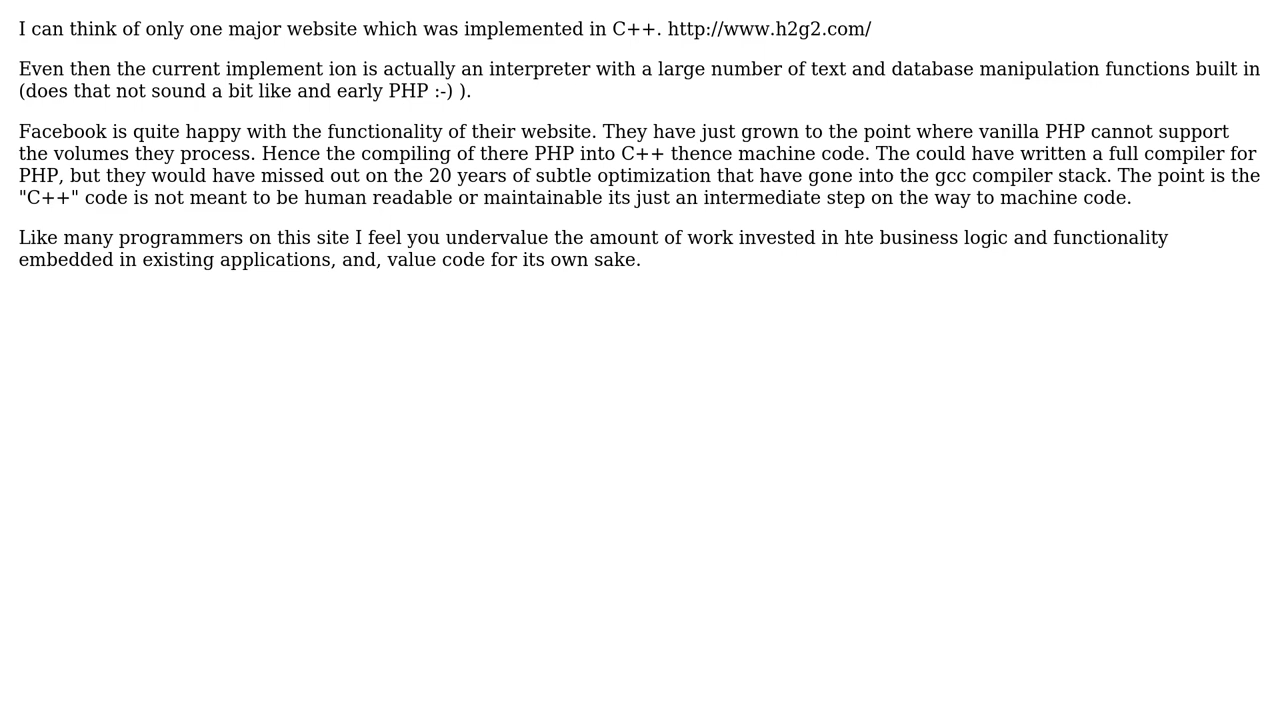 I can think of only one major website which was implemented in C++. http://www.h2g2.com/
Even then the current implement ion is actually an interpreter with a large number of text and database manipulation functions built in
(does that not sound a bit like and early PHP :-) ).
Facebook is quite happy with the functionality of their website. They have just grown to the point where vanilla PHP cannot support
the volumes they process. Hence the compiling of there PHP into C++ thence machine code. The could have written a full compiler for
PHP, but they would have missed out on the 20 years of subtle optimization that have gone into the gcc compiler stack. The point is the
"C++" code is not meant to be human readable or maintainable its just an intermediate step on the way to machine code.
Like many programmers on this site I feel you undervalue the amount of work invested in hte business logic and functionality
embedded in existing applications, and, value code for its own sake.